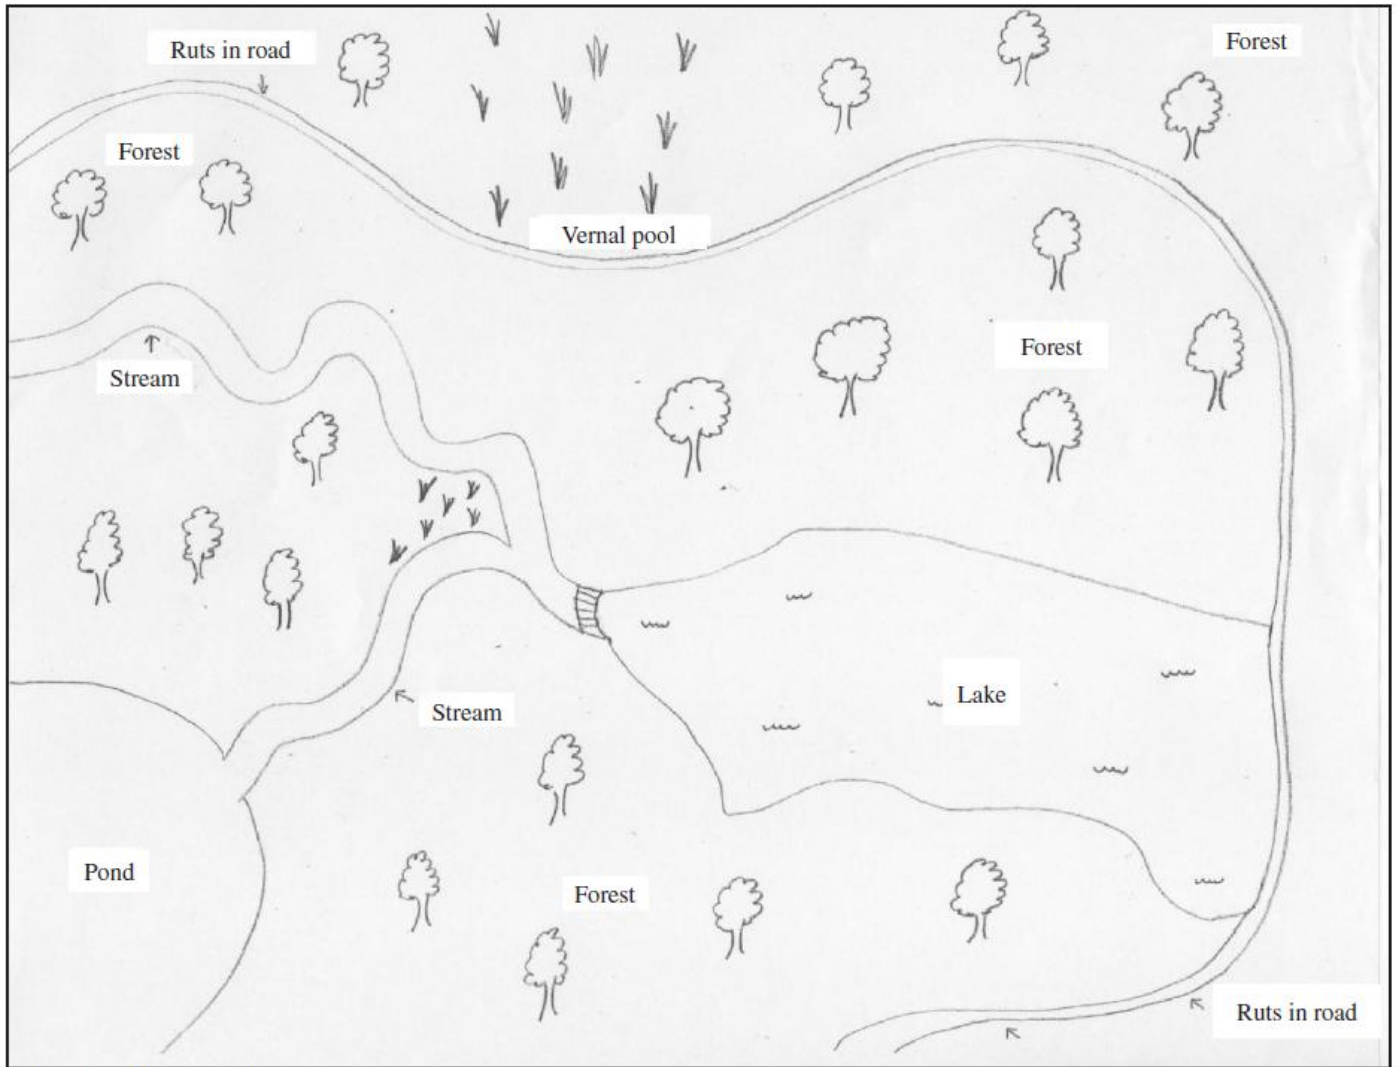 Ruts in road
Forest
Forest
Vernal pool
Forest
Stream
Lake
Stream
Pond
Forest
Ruts in road